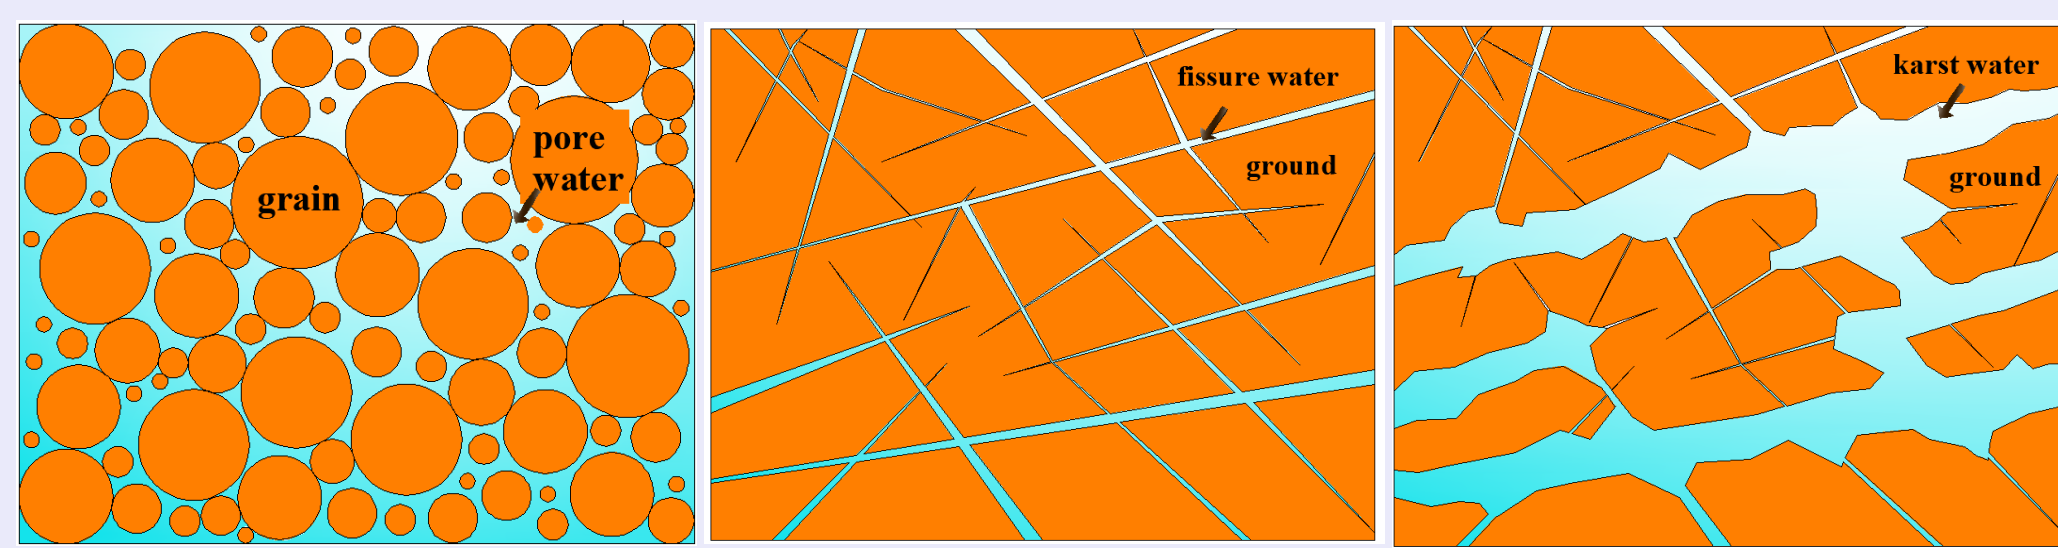 pore
water
grain
fissure water
ground
karst water
ground